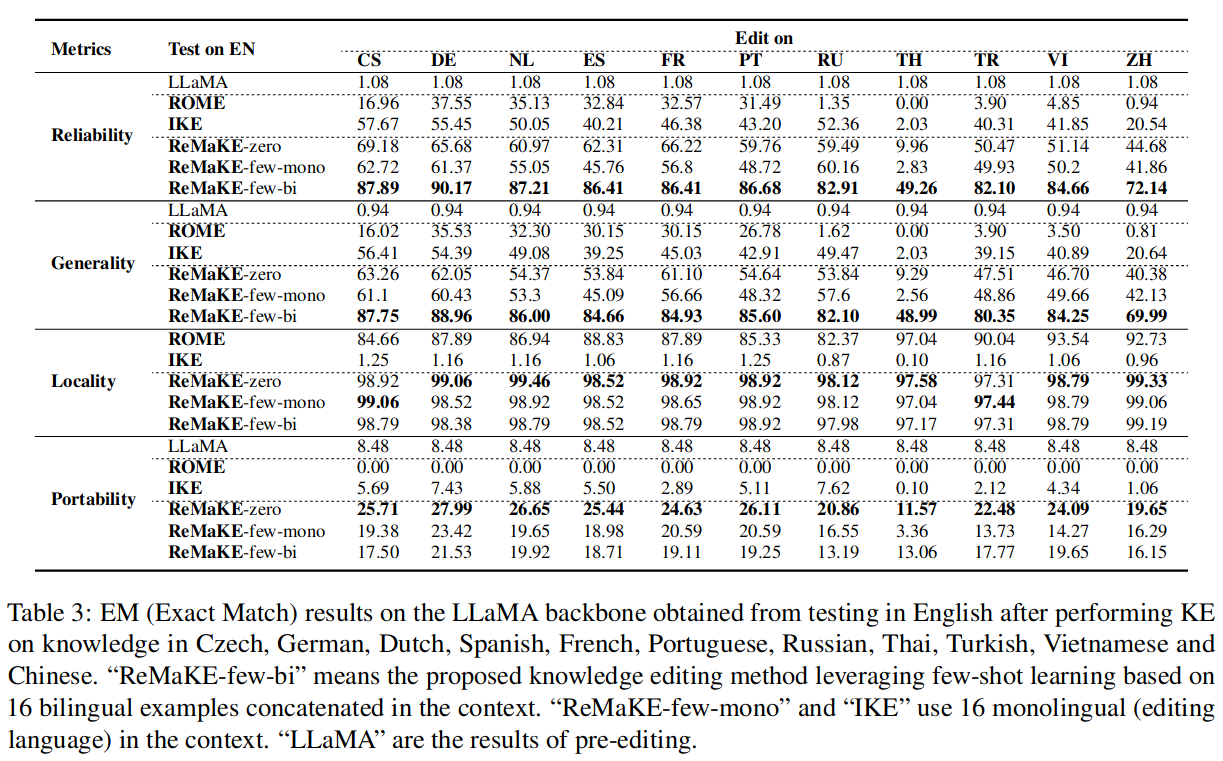 Metrics Test on EN Edit on
CS DE NL ES FR PT RU TH TR VI ZH
LLaMA 1.08 1.08 1.08 1.08 1.08 1.08 1.08 1.08 1.08 1.08 1.08
ROME 16.96 37.55 35.13 32.84 32.57 31.49 1.35 0.00 3.90 4.85 0.94
IKE 57.67 55.45 50.05 40.21 46.38 43.20 52.36 2.03 40.31 41.85 20.54
Reliability
ReMaKE-zero 69.18 65.68 60.97 62.31 66.22 59.76 59.49 9.96 50.47 51.14 44.68
ReMaKE-few-mono 62.72 61.37 55.05 45.76 56.8 48.72 60.16 2.83 49.93 50.2 41.86
ReMaKE-few-bi 87.89 90.17 87.21 86.41 86.41 86.68 82.91 49.26 82.10 84.66 72.14
LLaMA 0.94 0.94 0.94 0.94 0.94 0.94 0.94 0.94 0.94 0.94 0.94
ROME 16.02 35.53 32.30 30.15 30.15 26.78 1.62 0.00 3.90 3.50 0.81
IKE 56.41 54.39 49.08 39.25 45.03 42.91 49.47 2.03 39.15 40.89 20.64
Generality
ReMaKE-zero 63.26 62.05 54.37 53.84 61.10 54.64 53.84 9.29 47.51 46.70 40.38
ReMaKE-few-mono 61.1 60.43 53.3 45.09 56.66 48.32 57.6 2.56 48.86 49.66 42.13
ReMaKE-few-bi 87.75 88.96 86.00 84.66 84.93 85.60 82.10 48.99 80.35 84.25 69.99
ROME 84.66 87.89 86.94 88.83 87.89 85.33 82.37 97.04 90.04 93.54 92.73
IKE 1.25 1.16 1.16 1.06 1.16 1.25 0.87 0.10 1.16 1.06 0.96
Locality ReMaKE-zero 98.92 99.06 99.46 98.52 98.92 98.92 98.12 97.58 97.31 98.79 99.33
ReMaKE-few-mono 99.06 98.52 98.92 98.52 98.65 98.92 98.12 97.04 97.44 98.79 99.06
ReMaKE-few-bi 98.79 98.38 98.79 98.52 98.79 98.92 97.98 97.17 97.31 98.79 99.19
LLaMA 8.48 8.48 8.48 8.48 8.48 8.48 8.48 8.48 8.48 8.48 8.48
ROME 0.00 0.00 0.00 0.00 0.00 0.00 0.00 0.00 0.00 0.00 0.00
IKE 5.69 7.43 5.88 5.50 2.89 5.11 7.62 0.10 2.12 4.34 1.06
Portability
ReMaKE-zero 25.71 27.99 26.65 25.44 24.63 26.11 20.86 11.57 22.48 24.09 19.65
ReMaKE-few-mono 19.38 23.42 19.65 18.98 20.59 20.59 16.55 3.36 13.73 14.27 16.29
ReMaKE-few-bi 17.50 21.53 19.92 18.71 19.11 19.25 13.19 13.06 17.77 19.65 16.15
Table 3: EM (Exact Match) results on the LLaMA backbone obtained from testing in English after performing KE
on knowledge in Czech, German, Dutch, Spanish, French, Portuguese, Russian, Thai, Turkish, Vietnamese and
Chinese. “ReMaKE-few-bi” means the proposed knowledge editing method leveraging few-shot learning based on
16 bilingual examples concatenated in the context. “ReMaKE-few-mono” and “IKE” use 16 monolingual (editing
language) in the context. “LLaMA” are the results of pre-editing.